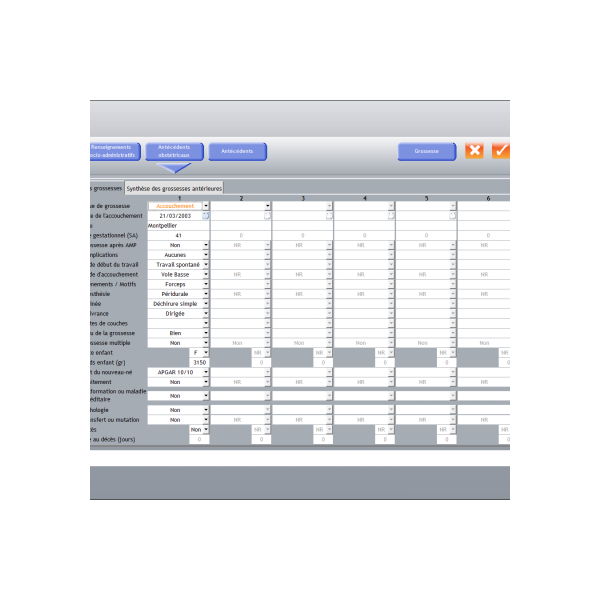 Renseignements socio-administratifs
Antécédents obstétricaux
Antécédents
Grossesse
s grossesses Synthèse des grossesses antérieures
1 2 3 4 5 6
ue de grossesse Accouchement
e de l'accouchement 21/03/2003
u Montpellier
e gestationnel (SA) 41 0 0 0 0 0
ossesse après AMP Non NR NR NR NR NR
mplications Aucunes
de début du travail Travail spontané
de d'accouchement Voie Basse NR NR NR NR NR
nements / Motifs Forceps
esthésie Péridurale NR NR NR NR NR
rinée Déchirure simple
livrance Dirigée
tes de couches
u de la grossesse Bien
ossesse multiple Non Non Non Non Non Non
xe enfant F NR NR NR NR NR
ds enfant (gr) 3150 0 0 0 0 0
t du nouveau-né APGAR 10/10
aitement Non NR NR NR NR NR
formation ou maladie
éditaire Non
hologie Non
nsfert ou mutation Non NR NR NR NR NR
ès Non NR NR NR NR NR
e au décès (jours) 0 0 0 0 0 0